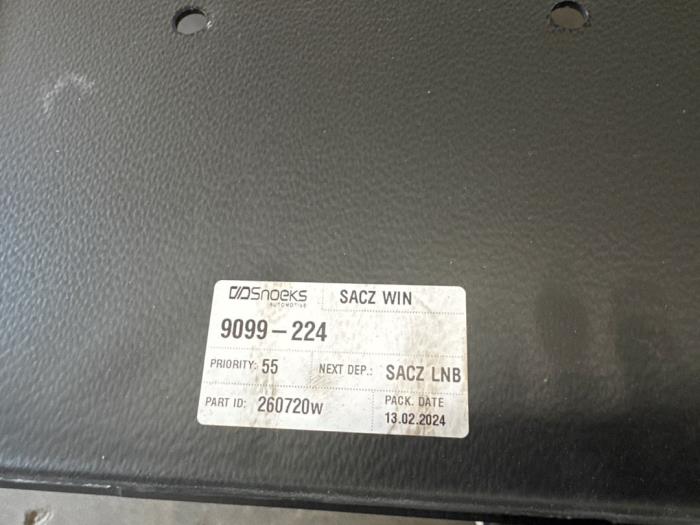 Snoeks
AUTOMOTIVE
SACZ WIN
9099-224
PRIORITY: 55
NEXT DEP.: SACZ LNB
PART ID: 260720w
PACK. DATE
13.02.2024